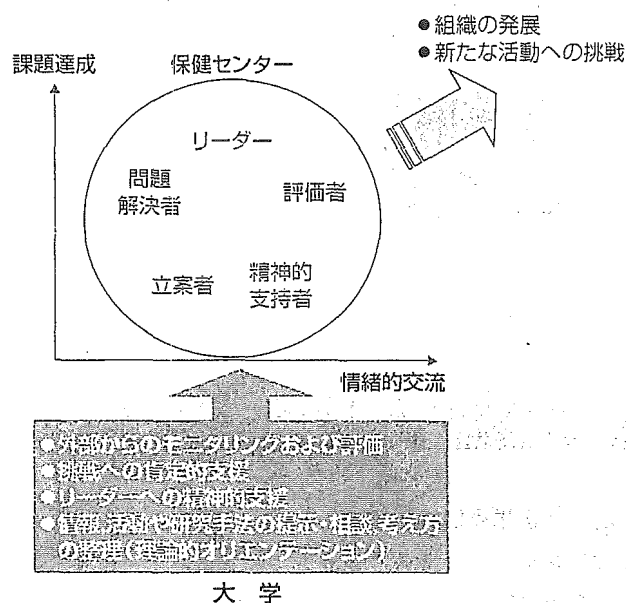 ● 組織の発展
● 新たな活動への挑戦
課題達成
保健センター
リーダー
問題
解決者
評価者
立案者
精神的
支持者
情緒的交流
● 外部からのモニタリングおよび評価
● 挑戦への肯定的支援
● リーダーへの精神的支援
● 情報,活動や研究手法の提示・相談,考え方
の整理(理論的オリエンテーション)
大 学